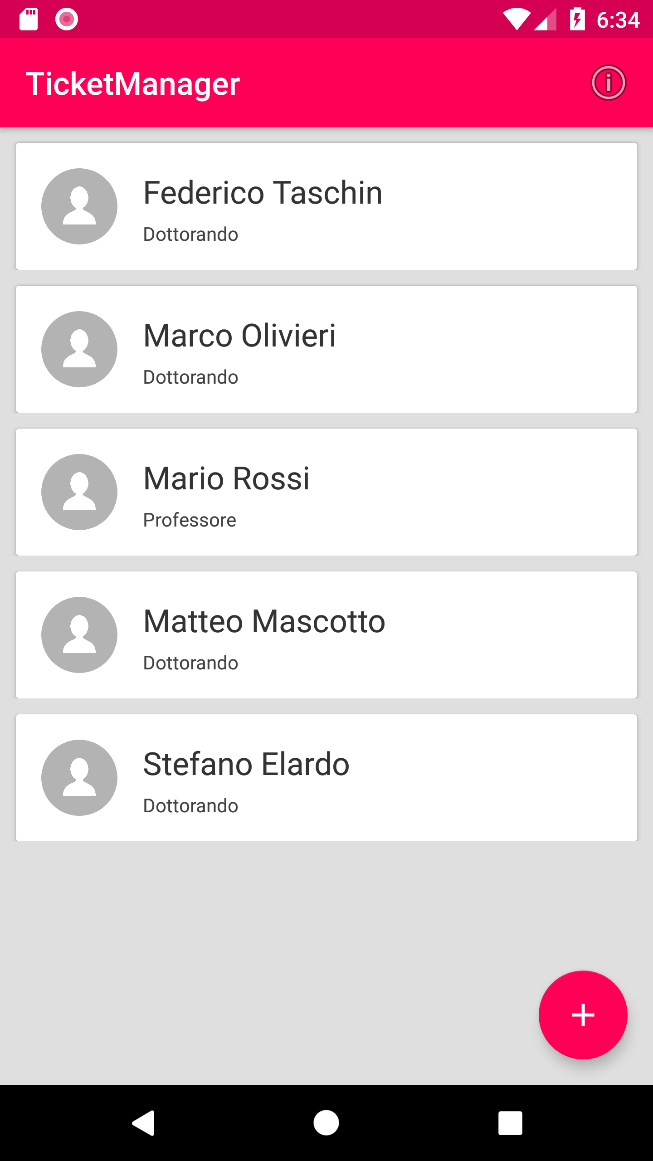 6:34
TicketManager
Federico Taschin
Dottorando
Marco Olivieri
Dottorando
Mario Rossi
Professore
Matteo Mascotto
Dottorando
Stefano Elardo
Dottorando